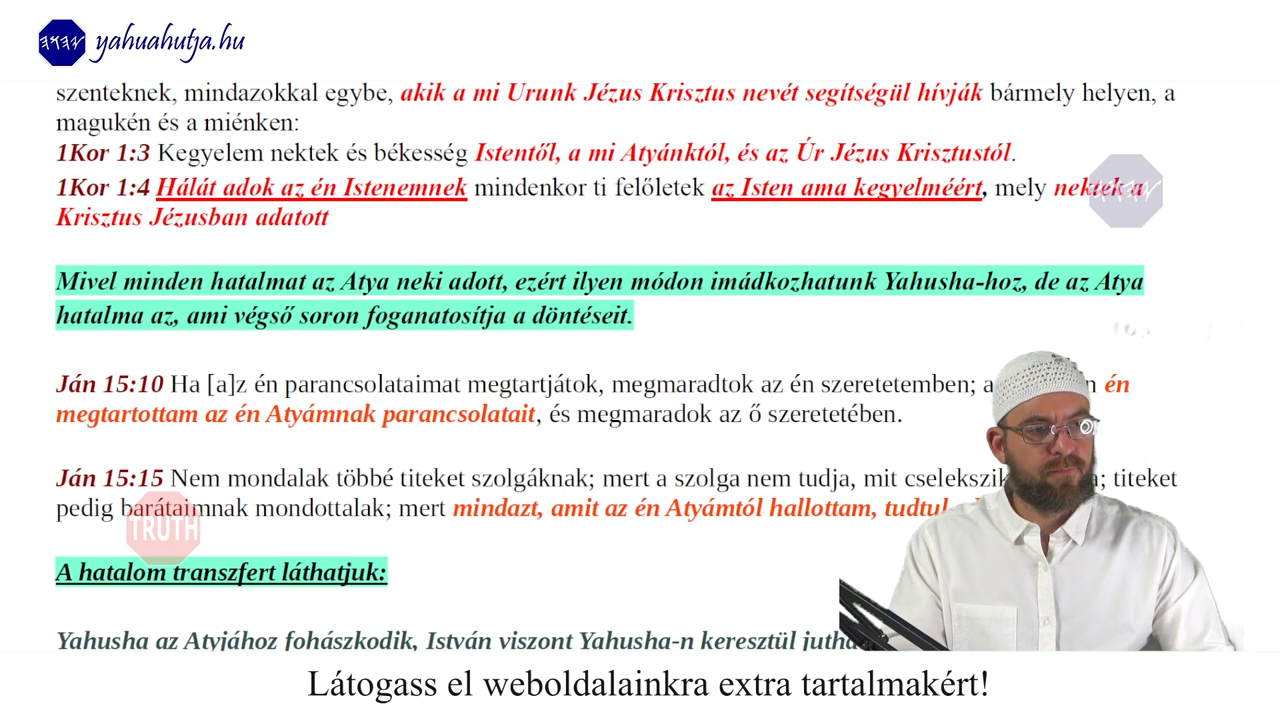 yahuahutja.hu
szenteknek, mindazokkal egybe, akik a mi Urunk Jézus Krisztus nevét segítségül hívják bármely helyen, a
magukén és a miénken:
1Kor 1:3 Kegyelem nektek és békesség Istentől, a mi Atyánktól, és az Úr Jézus Krisztustól.
1Kor 1:4 Hálát adok az én Istenemnek mindenkor ti felőletek az Isten ama kegyelméért, mely nektek a
Krisztus Jézusban adatott
Mivel minden hatalmat az Atya neki adott, ezért ilyen módon imádkozhatunk Yahusha-hoz, de az Atya
hatalma az, ami végső soron foganatosítja a döntéseit.
Ján 15:10 Ha [a]z én parancsolataimat megtartjátok, megmaradtok az én szeretetemben; én
megtartottam az én Atyámnak parancsolatait, és megmaradok az ő szeretetében.
Ján 15:15 Nem mondalak többé titeket szolgáknak; mert a szolga nem tudja, mit cselekszik titeket
pedig barátaimnak mondottalak; mert mindazt, amit az én Atyámtól hallottam,
TRUTH
A hatalom transzfert láthatjuk:
Yahusha az Atyjához fohászkodik, István viszont Yahusha-n keresztül
Látogass el weboldalainkra extra tartalmakért!